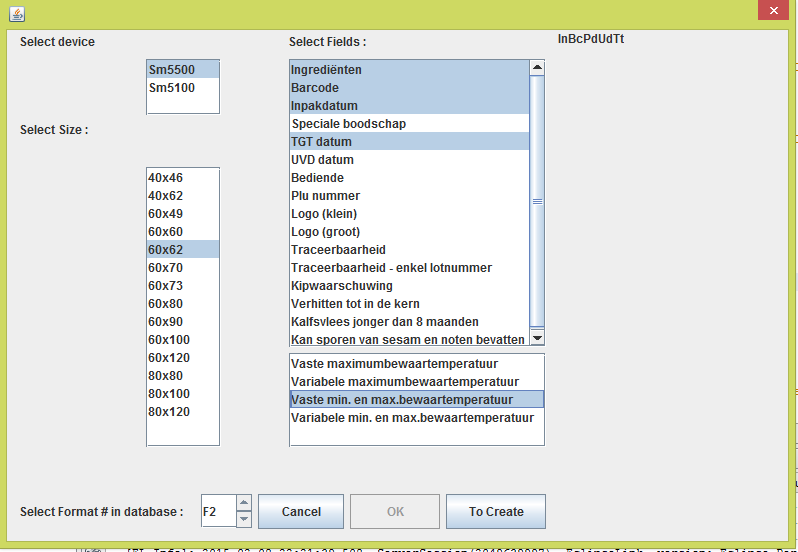 Select device
Sm5500
Sm5100
Select Size :
40x46
40x62
60x49
60x60
60x62
60x70
60x73
60x80
60x90
60x100
60x120
80x80
80x100
80x120
Select Fields :
Ingrediënten
Barcode
Inpakdatum
Speciale boodschap
TGT datum
UVD datum
Bediende
Plu nummer
Logo (klein)
Logo (groot)
Traceerbaarheid
Traceerbaarheid - enkel lotnummer
Kipwaarschuwing
Verhitten tot in de kern
Kalfsvlees jonger dan 8 maanden
Kan sporen van sesam en noten bevatten
Vaste maximumbewaartemperatuur
Variabele maximumbewaartemperatuur
Vaste min. en max.bewaartemperatuur
Variabele min. en max.bewaartemperatuur
InBcPdUdTt
Select Format # in database :
F2
Cancel
OK
To Create